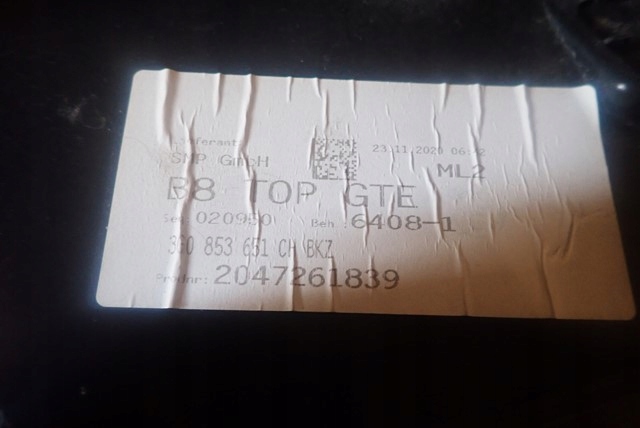 Lieferant
SMP GmbH
23.11.2020 06:42
ML2
B8 TOP GTE
Seq 020950 Beh.: 6408-1
3G0 853 651 CH BKZ
Prodnr: 2047261839